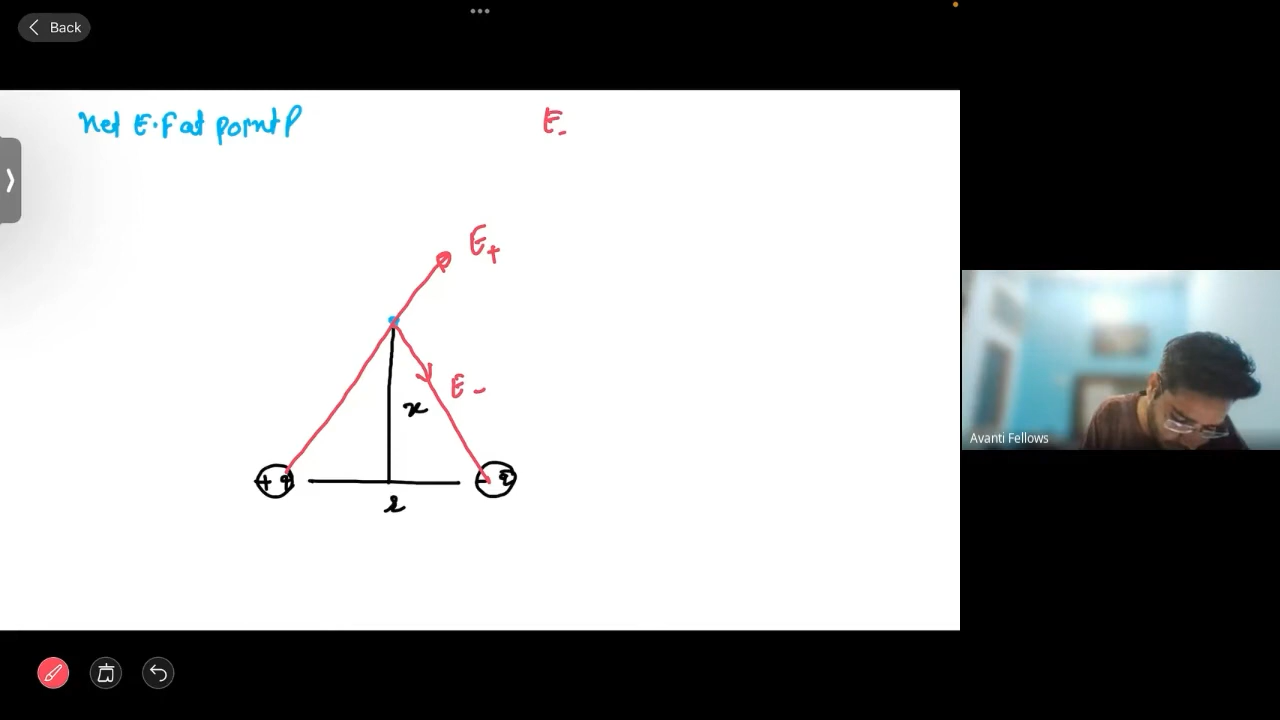 Back
Net E.F at point P
E-
E+
E -
x
+ q
r
Avanti Fellows